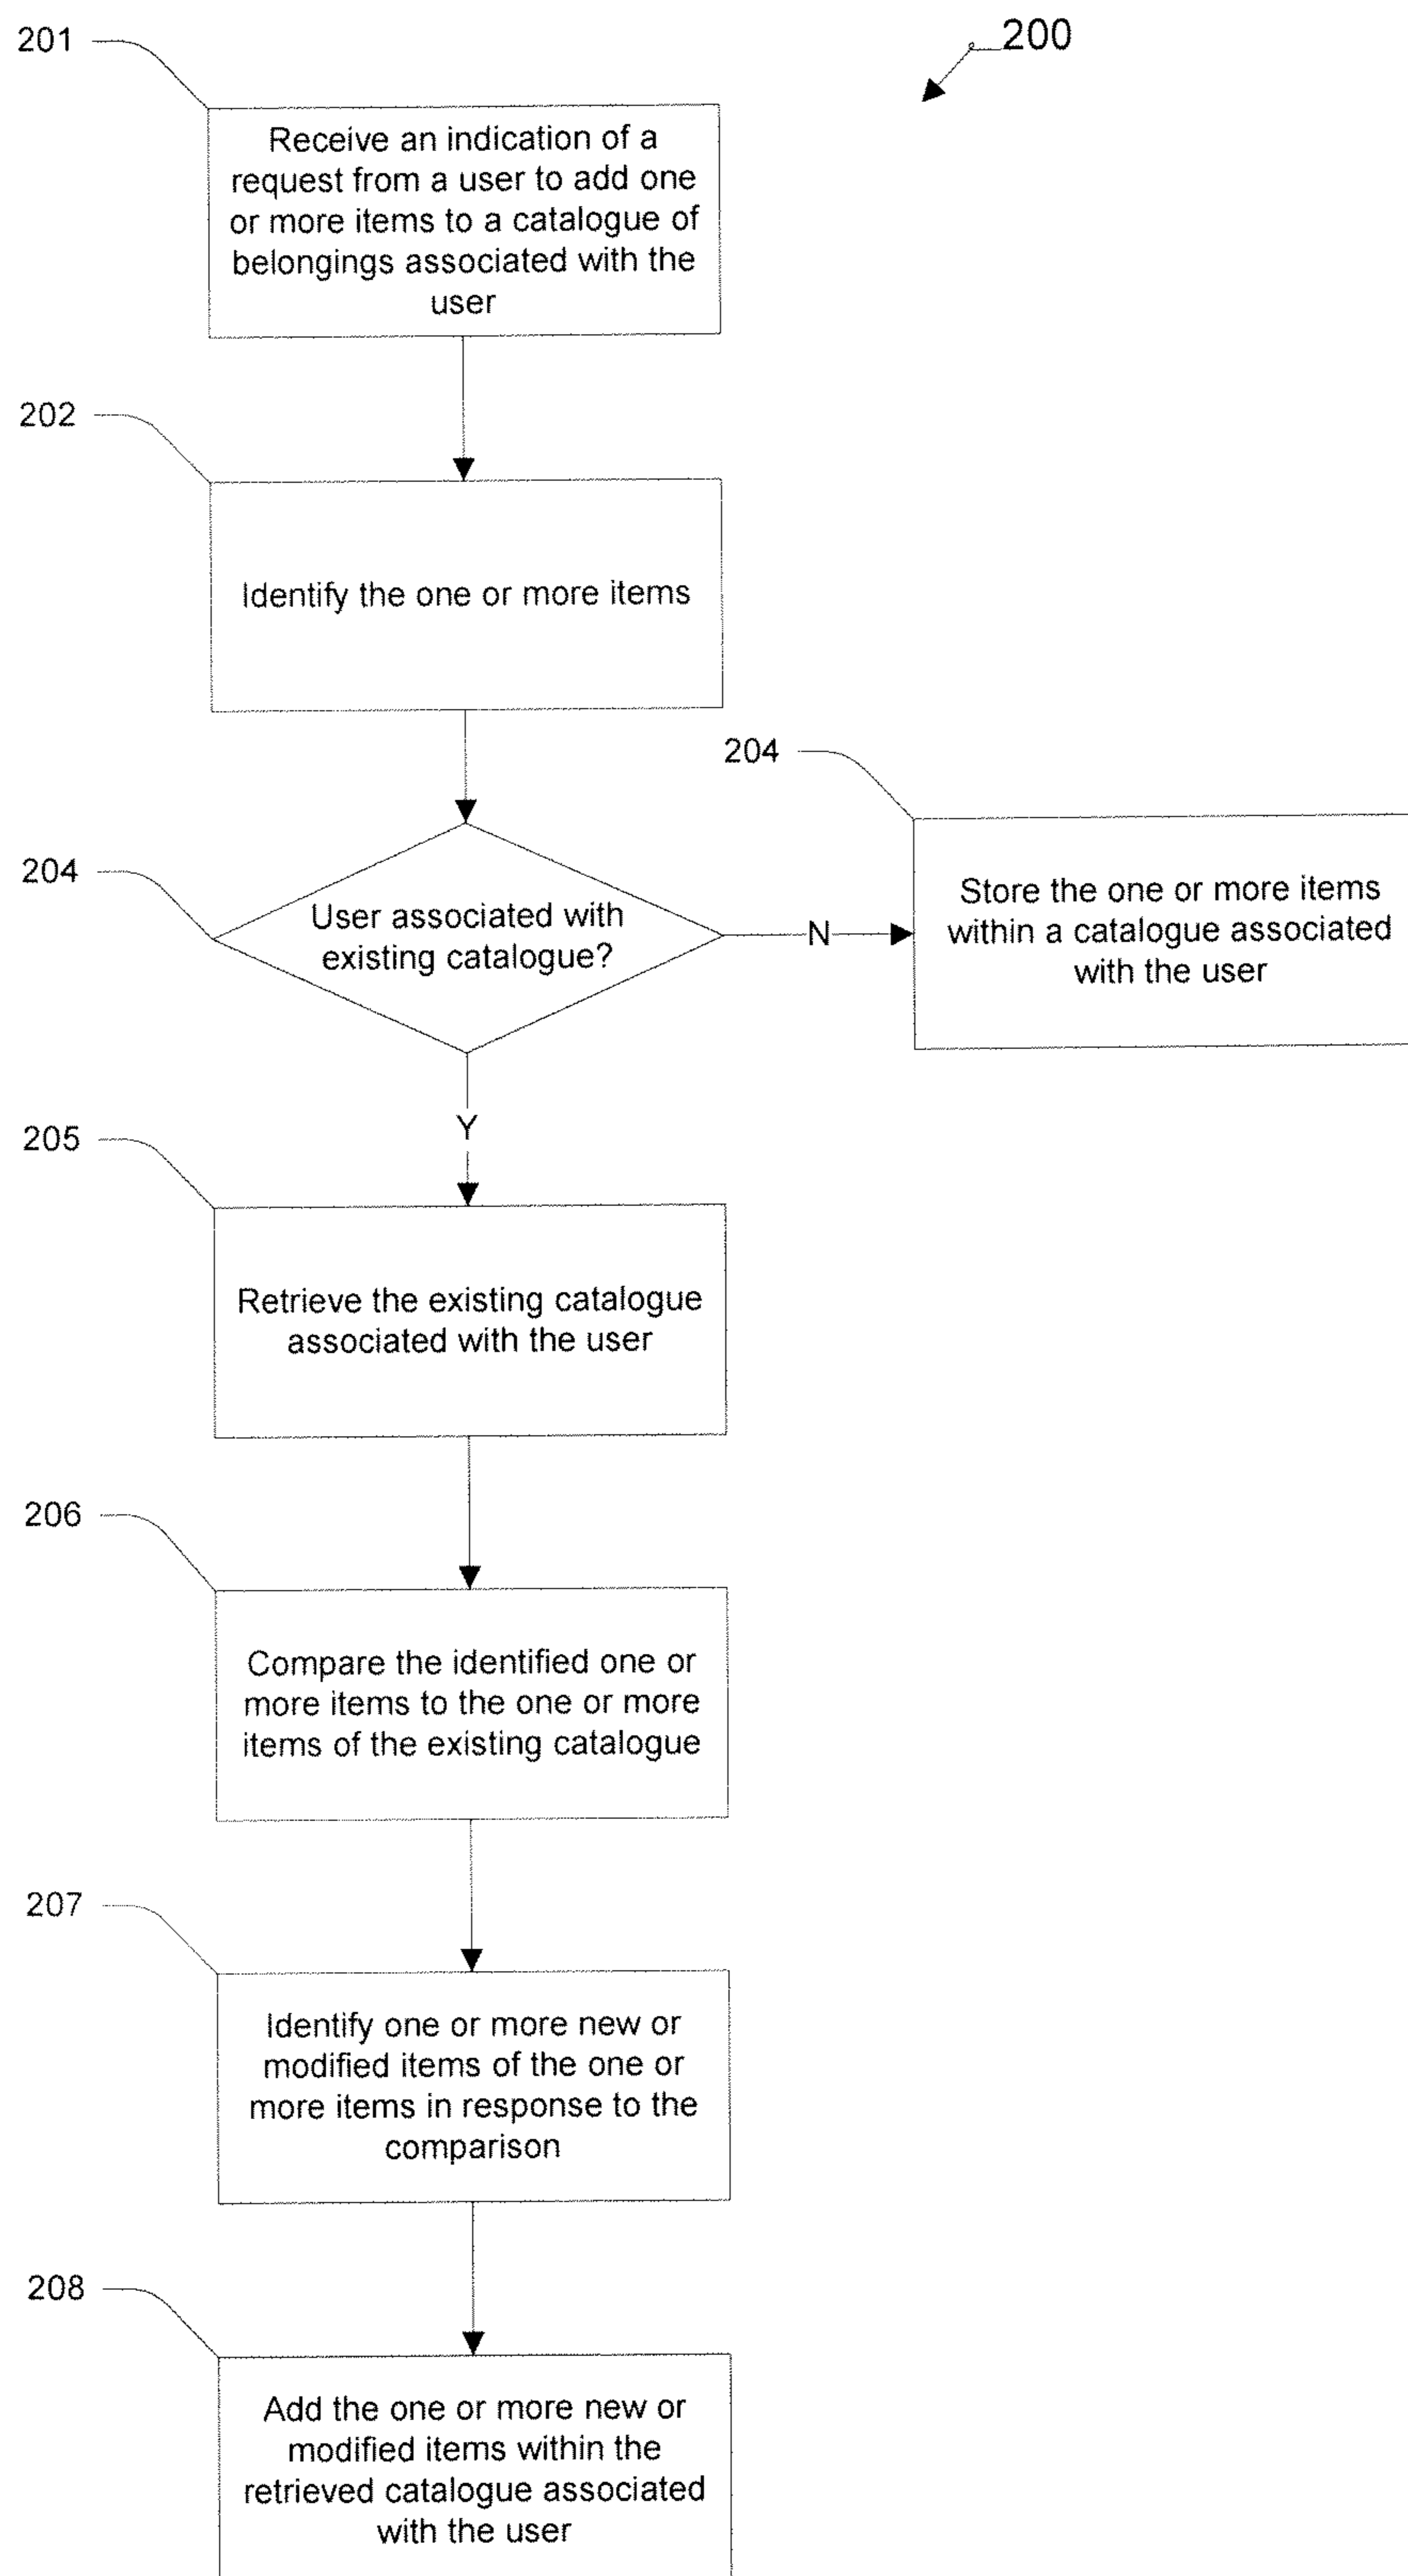 201
200
Receive an indication of a
request from a user to add one
or more items to a catalogue of
belongings associated with the
user
202
Identify the one or more items
204
User associated with
existing catalogue?
N
204
Store the one or more items
within a catalogue associated
with the user
Y
205
Retrieve the existing catalogue
associated with the user
206
Compare the identified one or
more items to the one or more
items of the existing catalogue
207
Identify one or more new or
modified items of the one or
more items in response to the
comparison
208
Add the one or more new or
modified items within the
retrieved catalogue associated
with the user